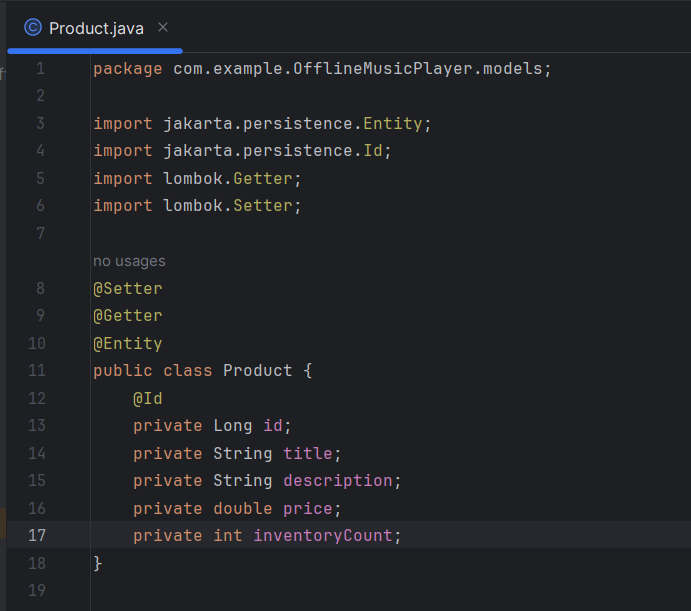 Product.java
1 package com.example.OfflineMusicPlayer.models;
2
3 import jakarta.persistence.Entity;
4 import jakarta.persistence.Id;
5 import lombok.Getter;
6 import lombok.Setter;
7
no usages
8 @Setter
9 @Getter
10 @Entity
11 public class Product {
12     @Id
13     private Long id;
14     private String title;
15     private String description;
16     private double price;
17     private int inventoryCount;
18 }
19